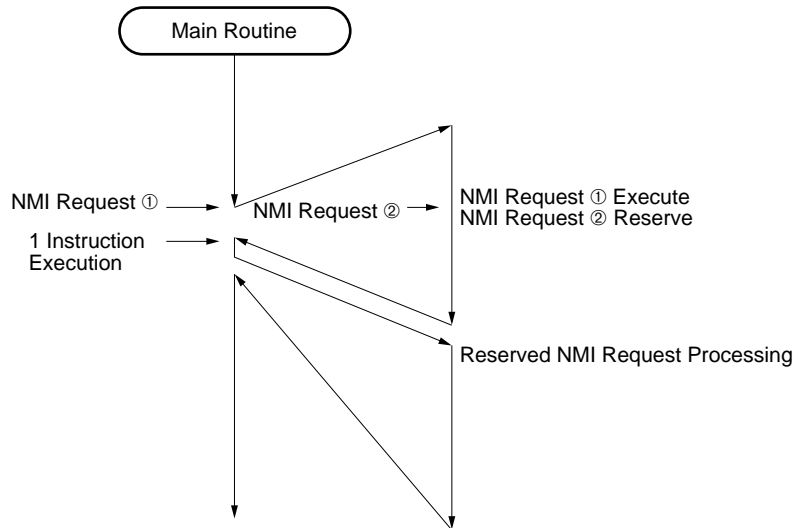 Main Routine
NMI Request ①
NMI Request ②
NMI Request ① Execute
NMI Request ② Reserve
1 Instruction
Execution
Reserved NMI Request Processing